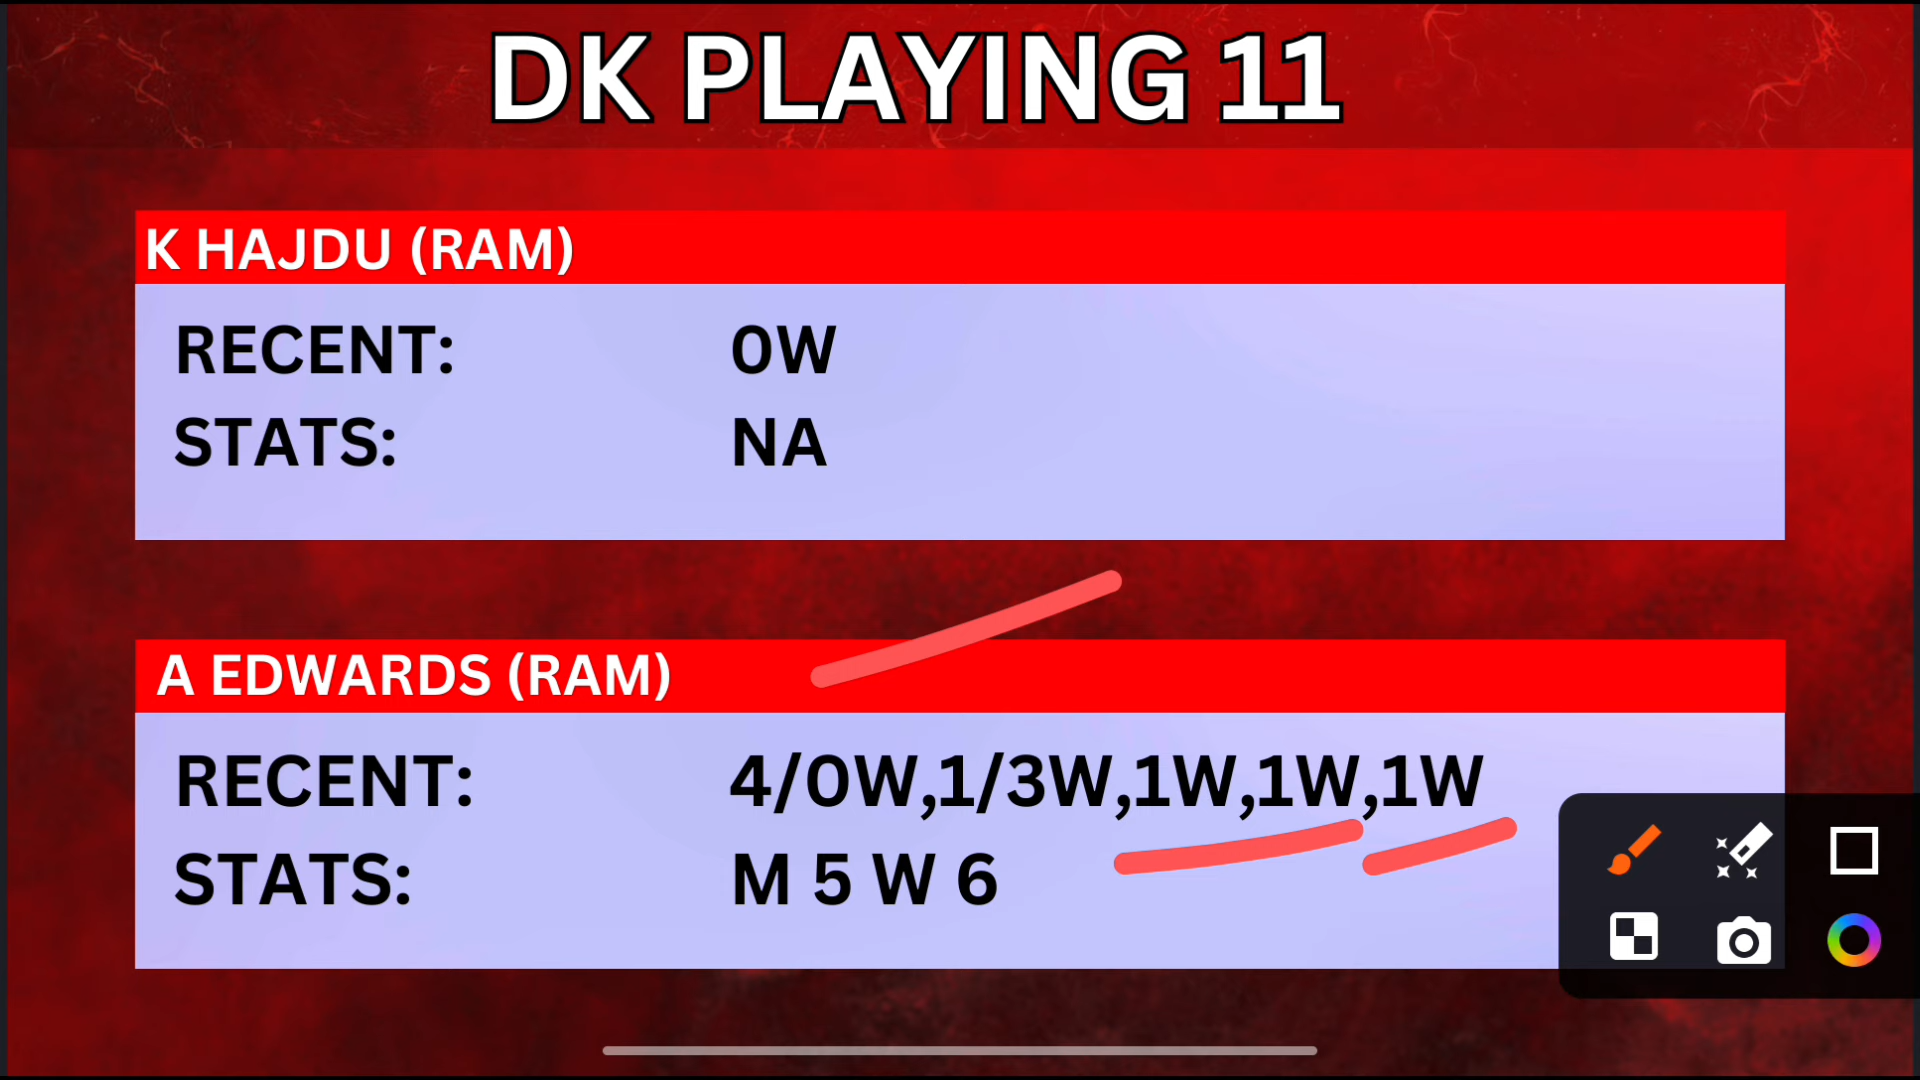 DK PLAYING 11
K HAJDU (RAM)
RECENT: 0W
STATS: NA
A EDWARDS (RAM)
RECENT: 4/0W,1/3W,1W,1W,1W
STATS: M 5 W 6